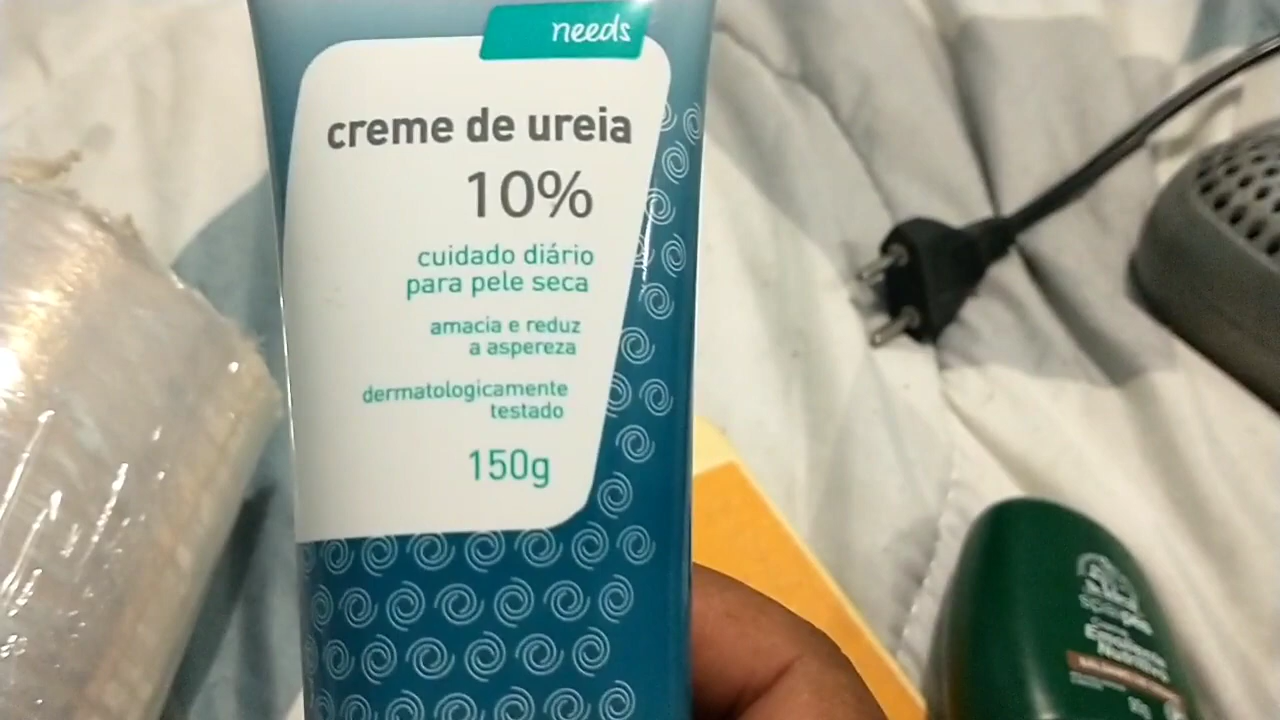 needs
creme de ureia
10%
cuidado diário
para pele seca
amacia e reduz
a aspereza
dermatologicamente
testado
150g